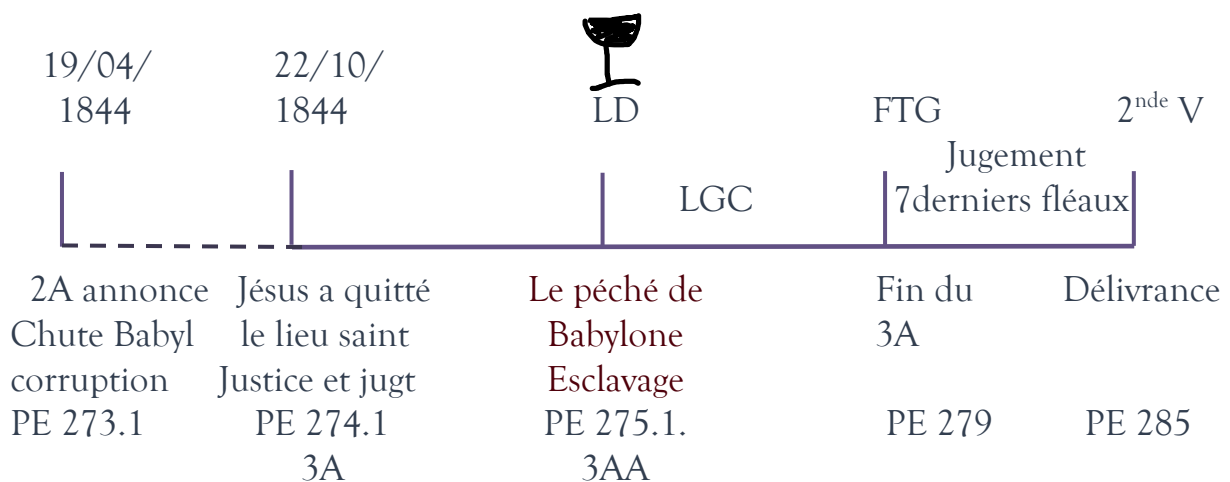 19/04/
1844
22/10/
1844
LD
FTG
2nde V
LGC
Jugement
7derniers fléaux
2A annonce
Chute Babyl
corruption
PE 273.1
Jésus a quitté
le lieu saint
Justice et jugt
PE 274.1
3A
Le péché de
Babylone
Esclavage
PE 275.1.
3AA
Fin du
3A
PE 279
Délivrance
PE 285